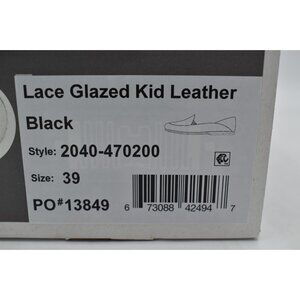 Lace Glazed Kid Leather
Black
Style: 2040-470200
Size: 39
PO#13849
6 73088 42494 7